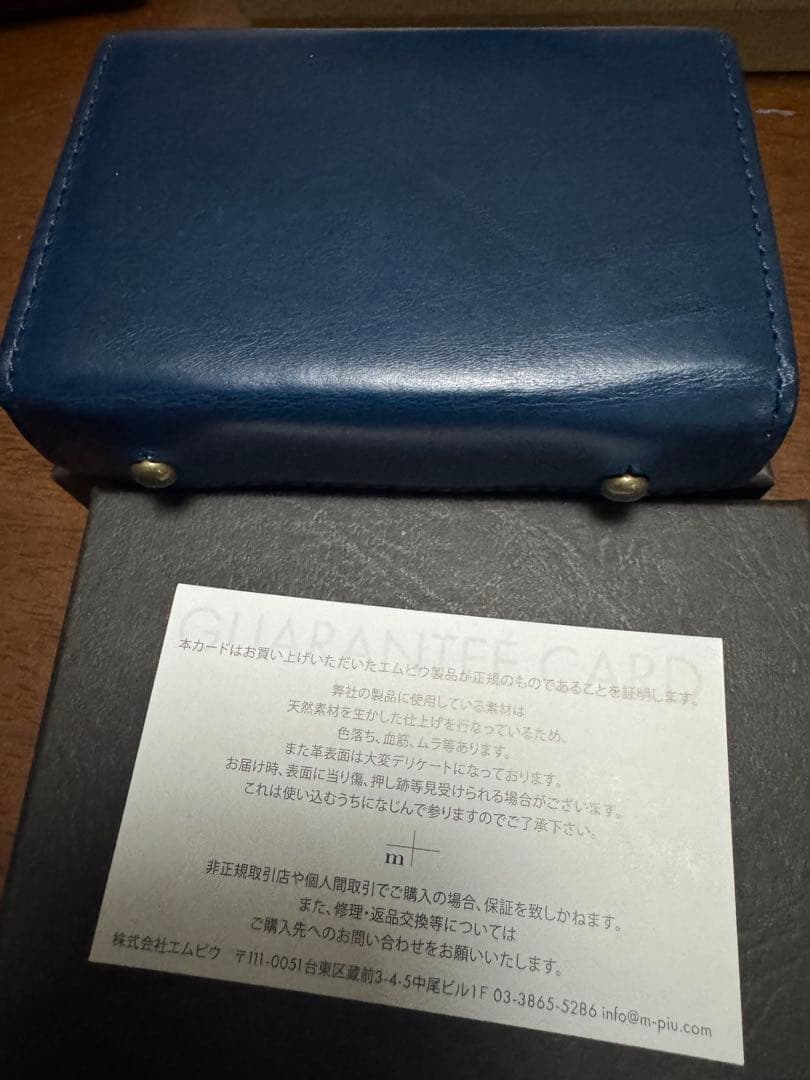 GUARANTEE CARD
本カードはお買い上げいただいたエムピウ製品が正規のものであることを証明します。
弊社の製品に使用している素材は
天然素材を生かした仕上げを行なっているため、
色落ち、血筋、ムラ等あります。
また革表面は大変デリケートになっております。
お届け時、表面に当り傷、押し跡等見受けられる場合がございます。
これは使い込むうちになじんで参りますのでご了承下さい。
m
非正規取引店や個人間取引でご購入の場合、保証を致しかねます。
また、修理・返品交換等については
ご購入先へのお問い合わせをお願いいたします。
株式会社エムピウ 〒111-0051台東区蔵前3-4-5中尾ビル1F 03-3865-5286 info@m-piu.com